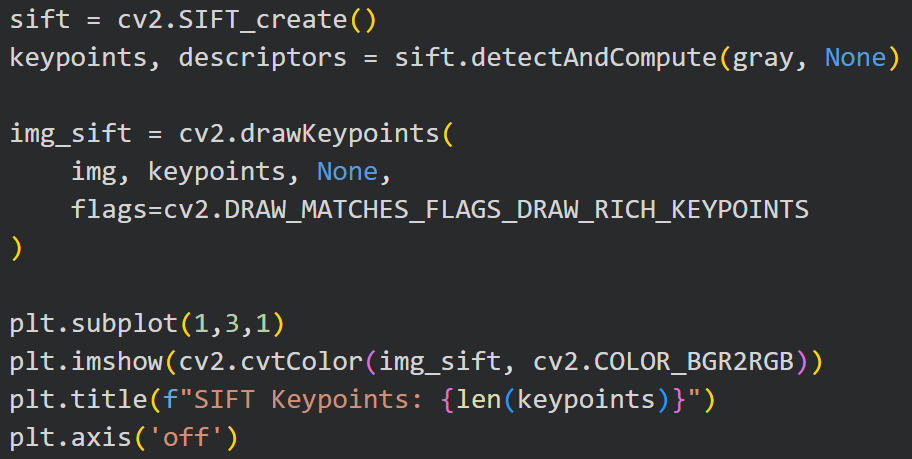 sift = cv2.SIFT_create()
keypoints, descriptors = sift.detectAndCompute(gray, None)

img_sift = cv2.drawKeypoints(
    img, keypoints, None,
    flags=cv2.DRAW_MATCHES_FLAGS_DRAW_RICH_KEYPOINTS
)

plt.subplot(1,3,1)
plt.imshow(cv2.cvtColor(img_sift, cv2.COLOR_BGR2RGB))
plt.title(f"SIFT Keypoints: {len(keypoints)}")
plt.axis('off')